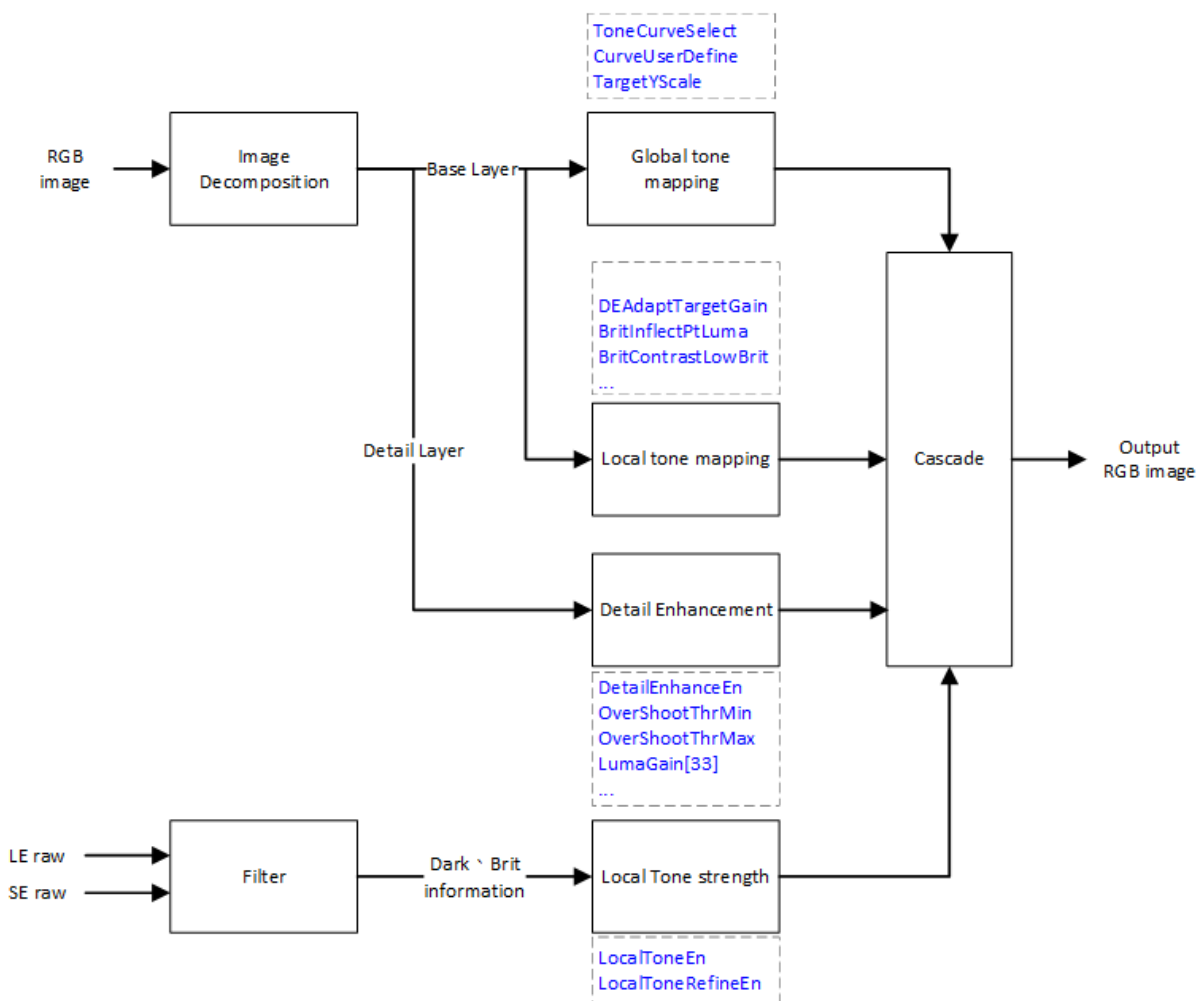 ToneCurveSelect
CurveUserDefine
TargetYScale
RGB
image
Image
Decomposition
Base Layer
Global tone
mapping
DEAdaptTargetGain
BritInflectPtLuma
BritContrastLowBrit
...
Detail Layer
Local tone mapping
Cascade
Output
RGB image
Detail Enhancement
DetailEnhanceEn
OverShootThrMin
OverShootThrMax
LumaGain[33]
...
LE raw
SE raw
Filter
Dark、Brit
information
Local Tone strength
LocalToneEn
LocalToneRefineEn